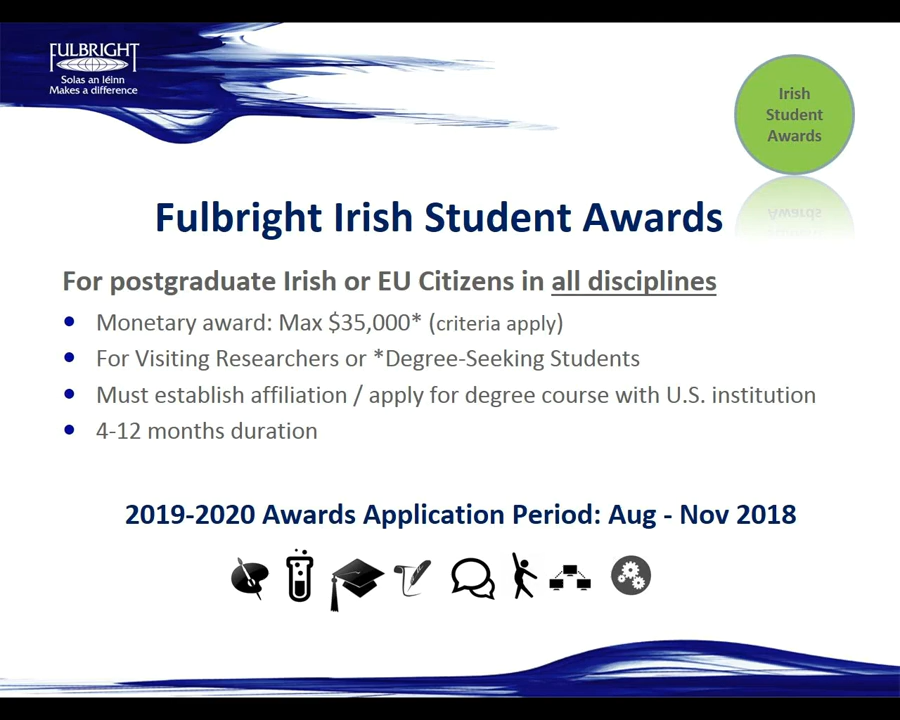 FULBRIGHT
Solas an léinn
Makes a difference
Irish
Student
Awards
Fulbright Irish Student Awards
For postgraduate Irish or EU Citizens in all disciplines
• Monetary award: Max $35,000* (criteria apply)
• For Visiting Researchers or *Degree-Seeking Students
• Must establish affiliation / apply for degree course with U.S. institution
• 4-12 months duration
2019-2020 Awards Application Period: Aug - Nov 2018